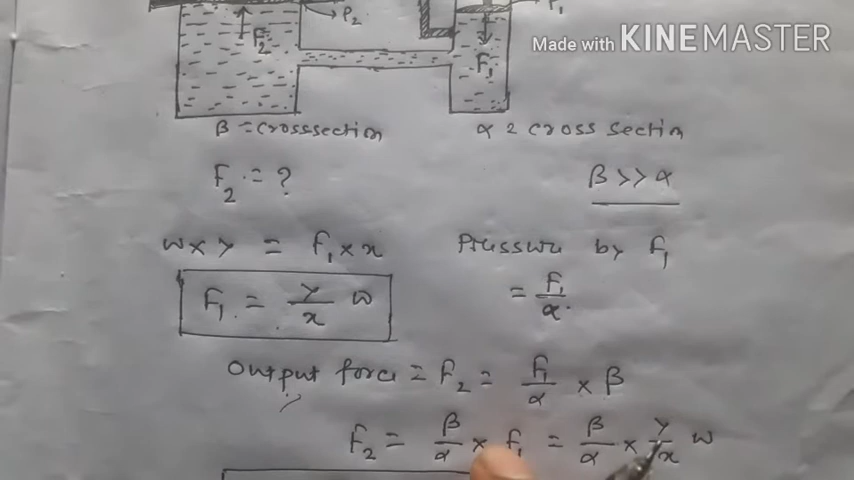 P₂ P₁
Made with KINEMASTER
F₂ F₁
β = crosssection α = cross section
F₂ = ? β >> α
w × y = F₁ × x Pressure by F₁
F₁ = y/x w = F₁/α
Output force = F₂ = F₁/α × β
F₂ = β/α × F₁ = β/α × y/x w